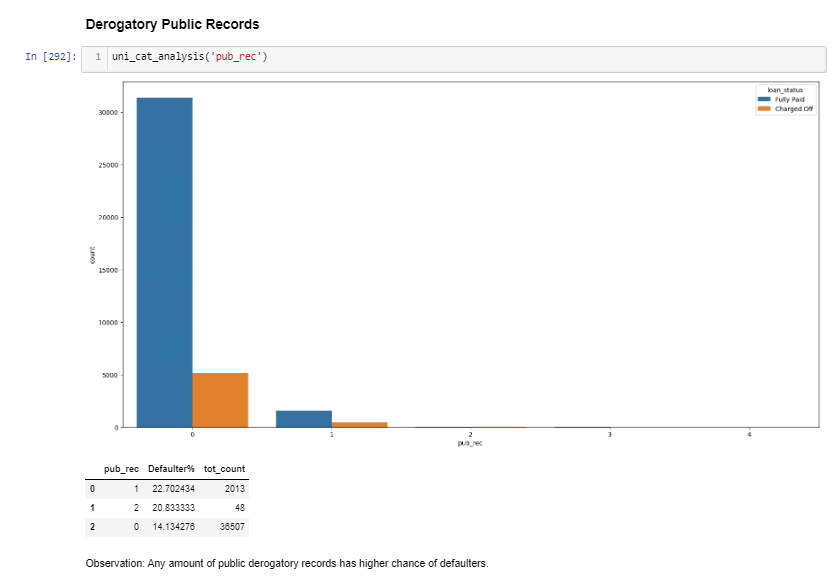 Derogatory Public Records
In [292]: 1 uni_cat_analysis('pub_rec')
loan_status
Fully Paid
Charged Off
30000
25000
20000
15000
10000
5000
0
count
0 1 2 3 4
pub_rec
pub_rec Defaulter% tot_count
0 1 22.702434 2013
1 2 20.833333 48
2 0 14.134276 36507
Observation: Any amount of public derogatory records has higher chance of defaulters.